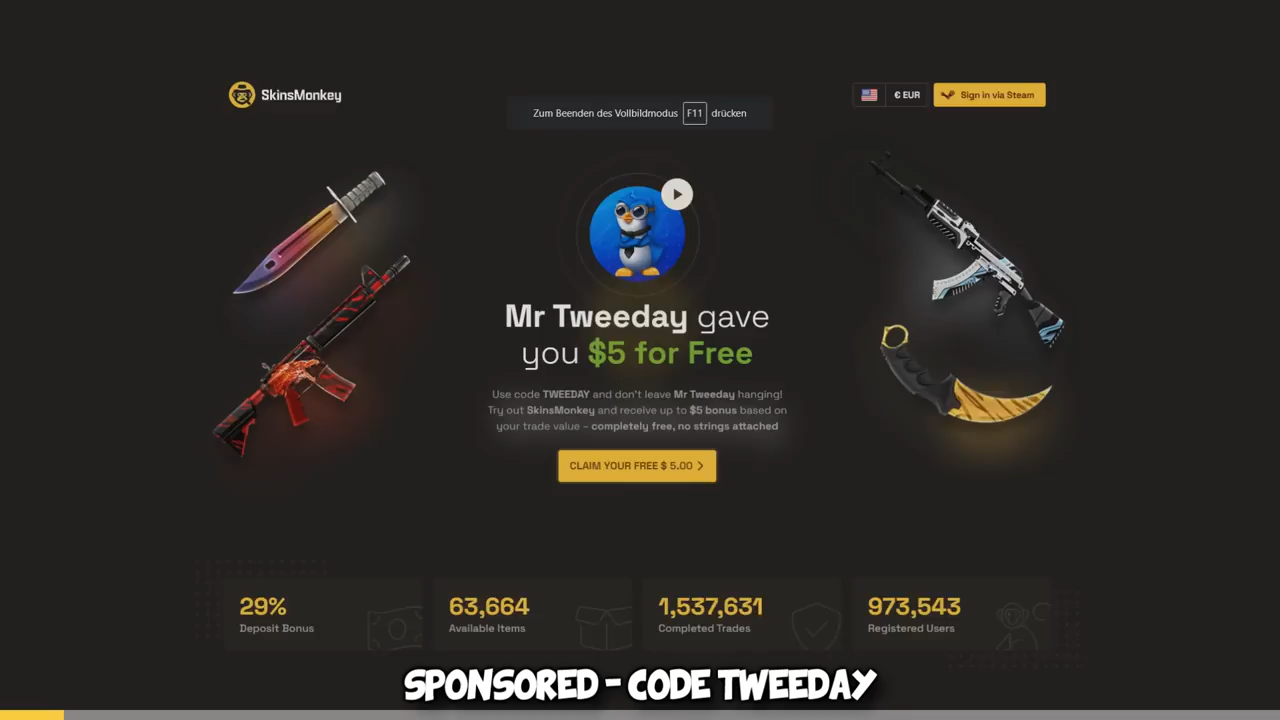 SkinsMonkey
€ EUR
Sign in via Steam
Zum Beenden des Vollbildmodus F11 drücken
Mr Tweeday gave
you $5 for Free
Use code TWEEDAY and don't leave Mr Tweeday hanging!
Try out SkinsMonkey and receive up to $5 bonus based on
your trade value – completely free, no strings attached
CLAIM YOUR FREE $ 5.00
29%
Deposit Bonus
63,664
Available Items
1,537,631
Completed Trades
973,543
Registered Users
SPONSORED - CODE TWEEDAY